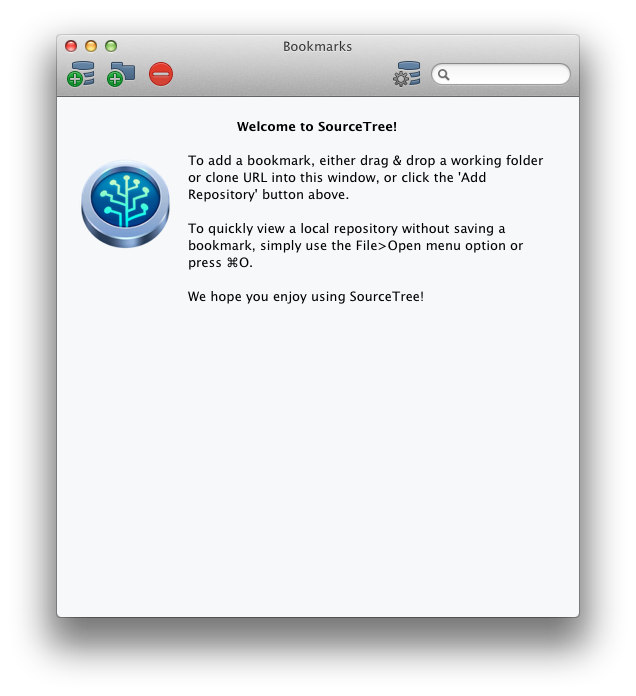 Bookmarks
Welcome to SourceTree!
To add a bookmark, either drag & drop a working folder
or clone URL into this window, or click the 'Add
Repository' button above.
To quickly view a local repository without saving a
bookmark, simply use the File>Open menu option or
press ⌘O.
We hope you enjoy using SourceTree!